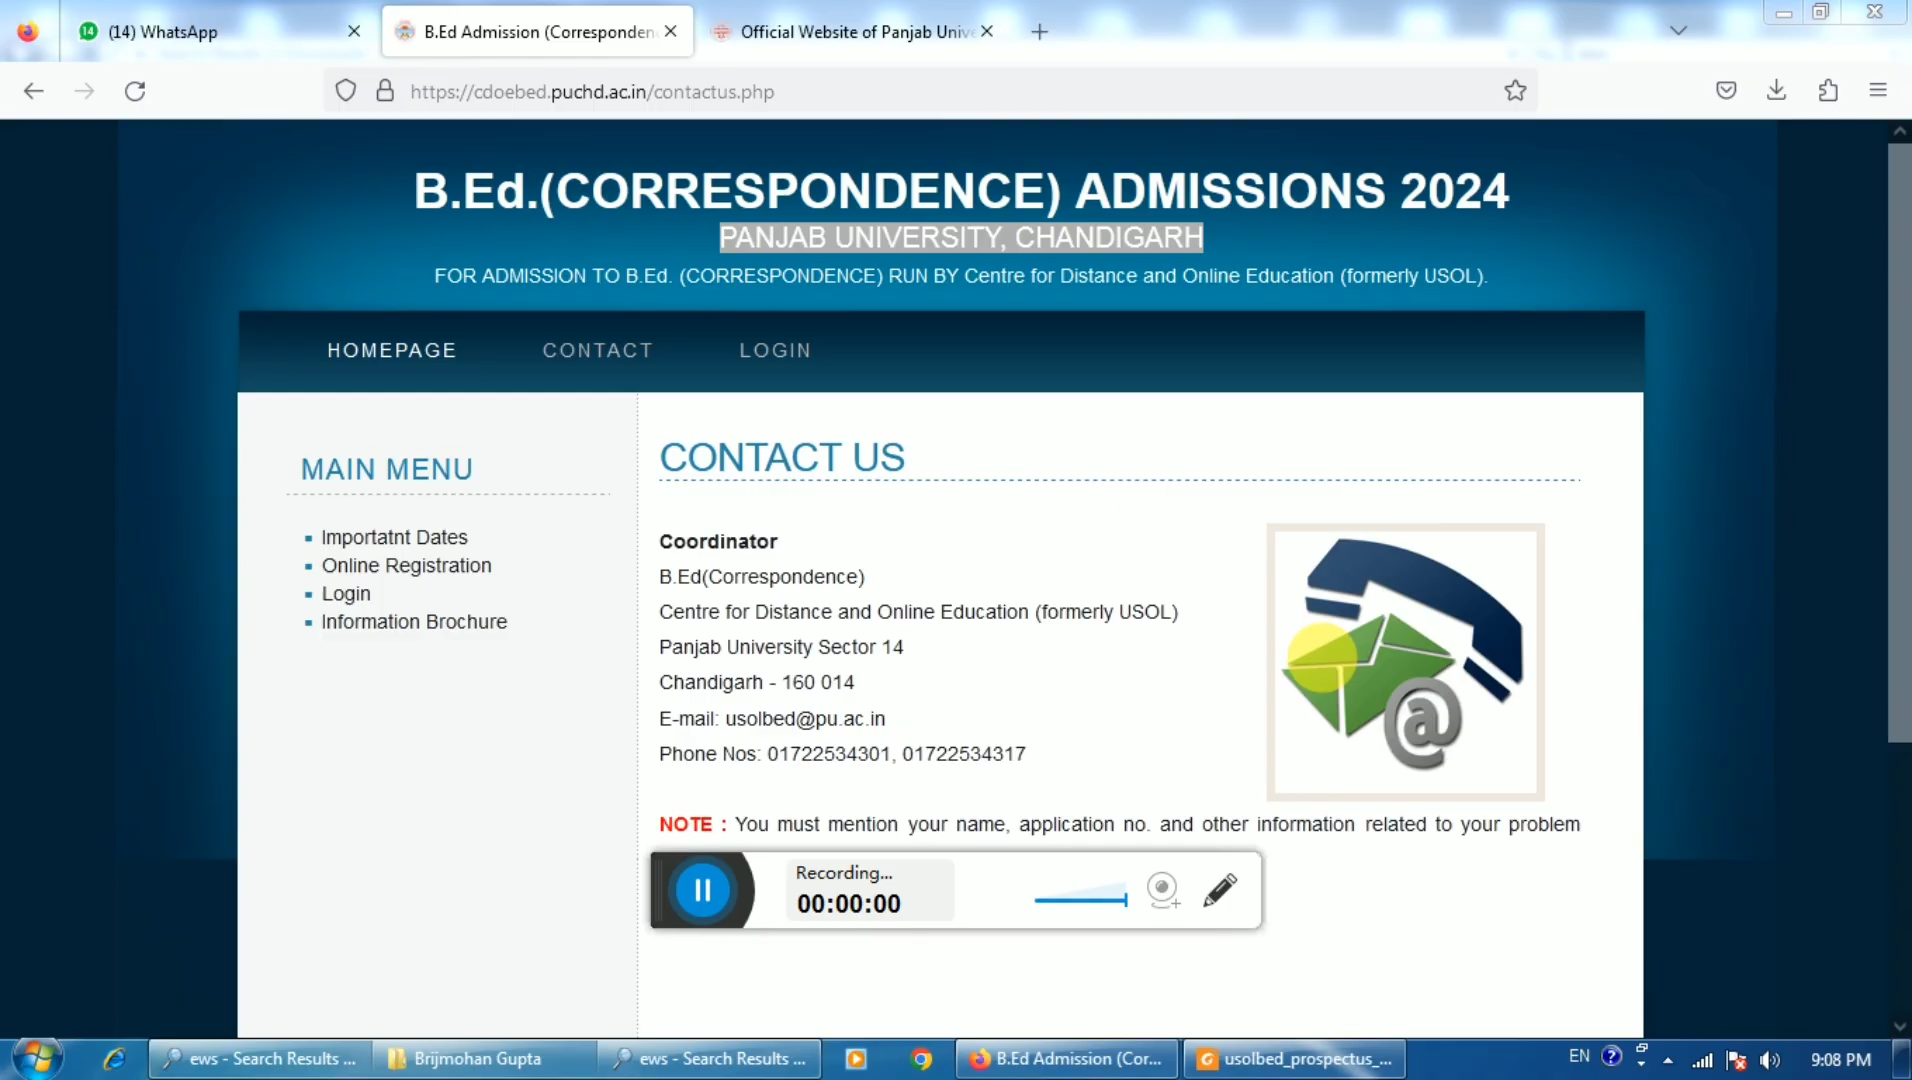 (14) WhatsApp
B.Ed Admission (Corresponden
Official Website of Panjab Unive
https://cdoebed.puchd.ac.in/contactus.php
B.Ed.(CORRESPONDENCE) ADMISSIONS 2024
PANJAB UNIVERSITY, CHANDIGARH
FOR ADMISSION TO B.Ed. (CORRESPONDENCE) RUN BY Centre for Distance and Online Education (formerly USOL).
HOMEPAGE CONTACT LOGIN
MAIN MENU
Importatnt Dates
Online Registration
Login
Information Brochure
CONTACT US
Coordinator
B.Ed(Correspondence)
Centre for Distance and Online Education (formerly USOL)
Panjab University Sector 14
Chandigarh - 160 014
E-mail: usolbed@pu.ac.in
Phone Nos: 01722534301, 01722534317
NOTE : You must mention your name, application no. and other information related to your problem
Recording...
00:00:00
ews - Search Results ...
Brijmohan Gupta
ews - Search Results ...
B.Ed Admission (Cor...
usolbed_prospectus_...
EN
9:08 PM